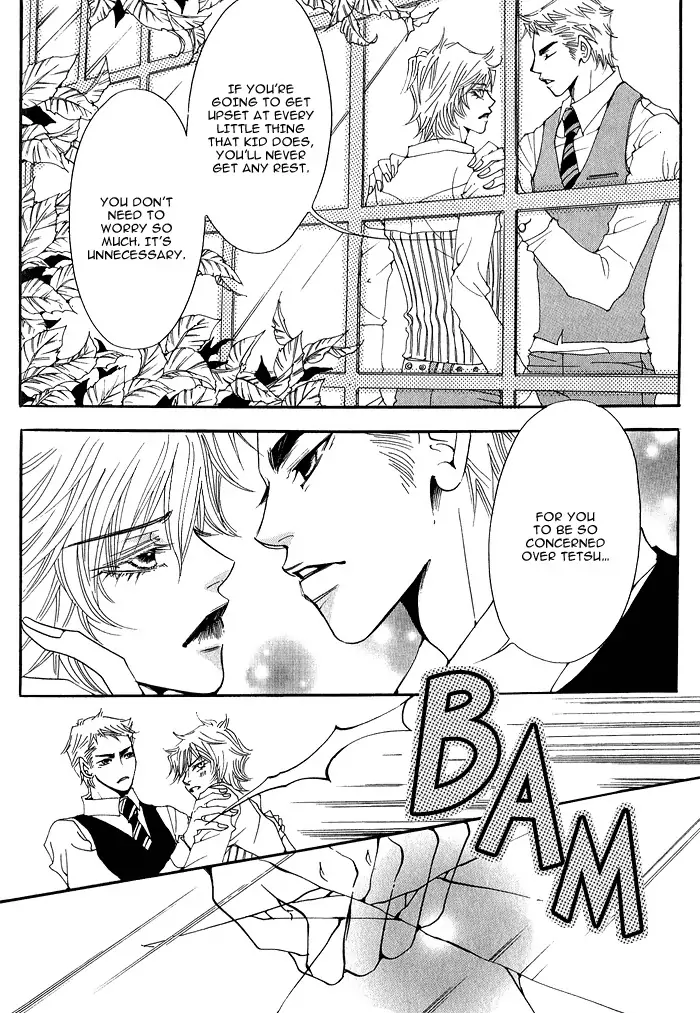 IF YOU'RE
GOING TO GET
UPSET AT EVERY
LITTLE THING
THAT KID DOES,
YOU'LL NEVER
GET ANY REST.
YOU DON'T
NEED TO
WORRY SO
MUCH. IT'S
UNNECESSARY.
FOR YOU
TO BE SO
CONCERNED
OVER TETSU...
BAM